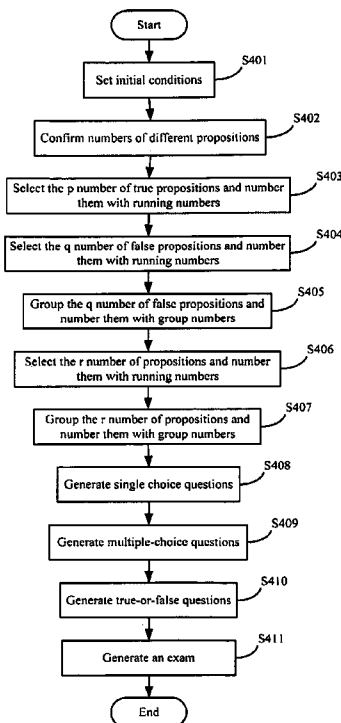 Start
S401
Set initial conditions
S402
Confirm numbers of different propositions
S403
Select the p number of true propositions and number
them with running numbers
S404
Select the q number of false propositions and number
them with running numbers
S405
Group the q number of false propositions and
number them with group numbers
S406
Select the r number of propositions and number
them with running numbers
S407
Group the r number of propositions and
number them with group numbers
S408
Generate single choice questions
S409
Generate multiple-choice questions
S410
Generate true-or-false questions
S411
Generate an exam
End